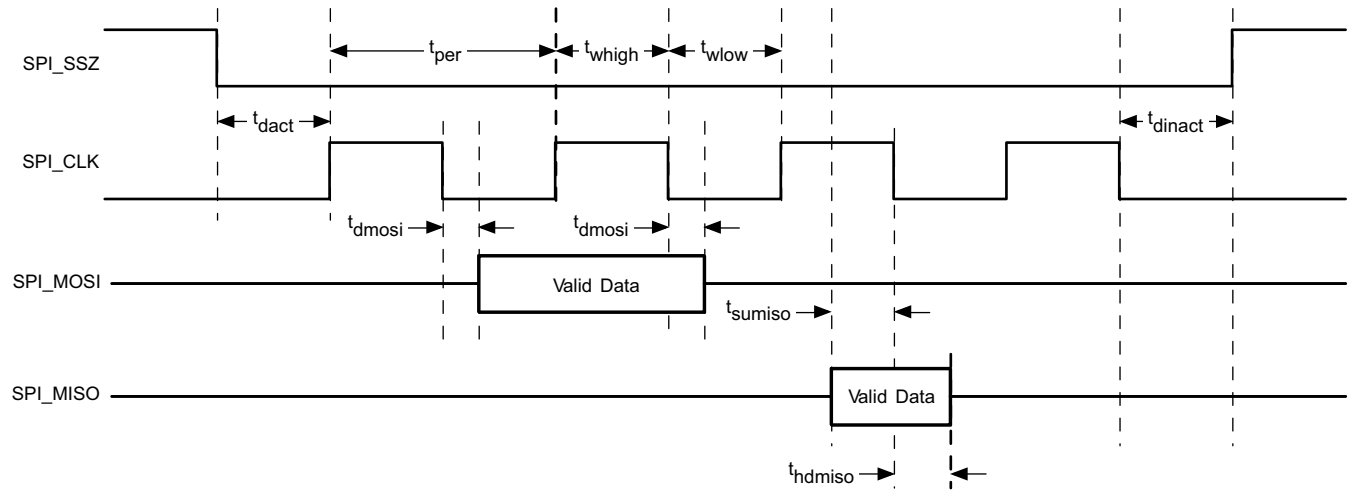 SPI_SSZ
t_per
t_whigh
t_wlow
t_dact
t_dinact
SPI_CLK
t_dmosi
t_dmosi
SPI_MOSI
Valid Data
t_sumiso
SPI_MISO
Valid Data
t_hdmiso